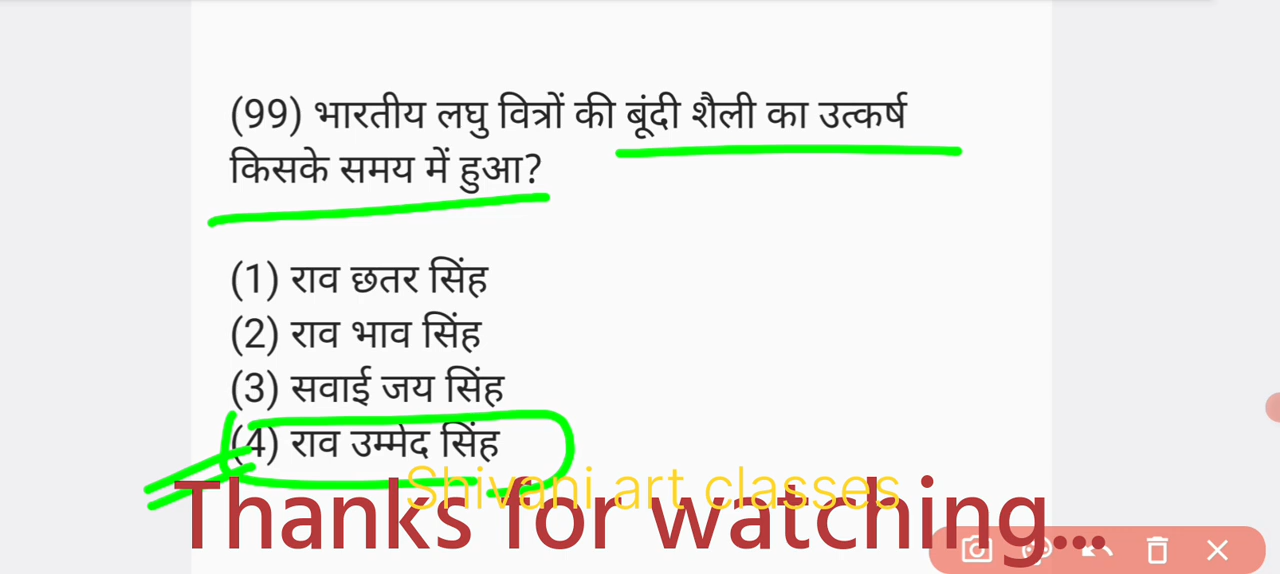 (99) भारतीय लघु वित्रों की बूंदी शैली का उत्कर्ष
किसके समय में हुआ?
(1) राव छतर सिंह
(2) राव भाव सिंह
(3) सवाई जय सिंह
(4) राव उम्मेद सिंह
Shivani art classes
Thanks for watching...